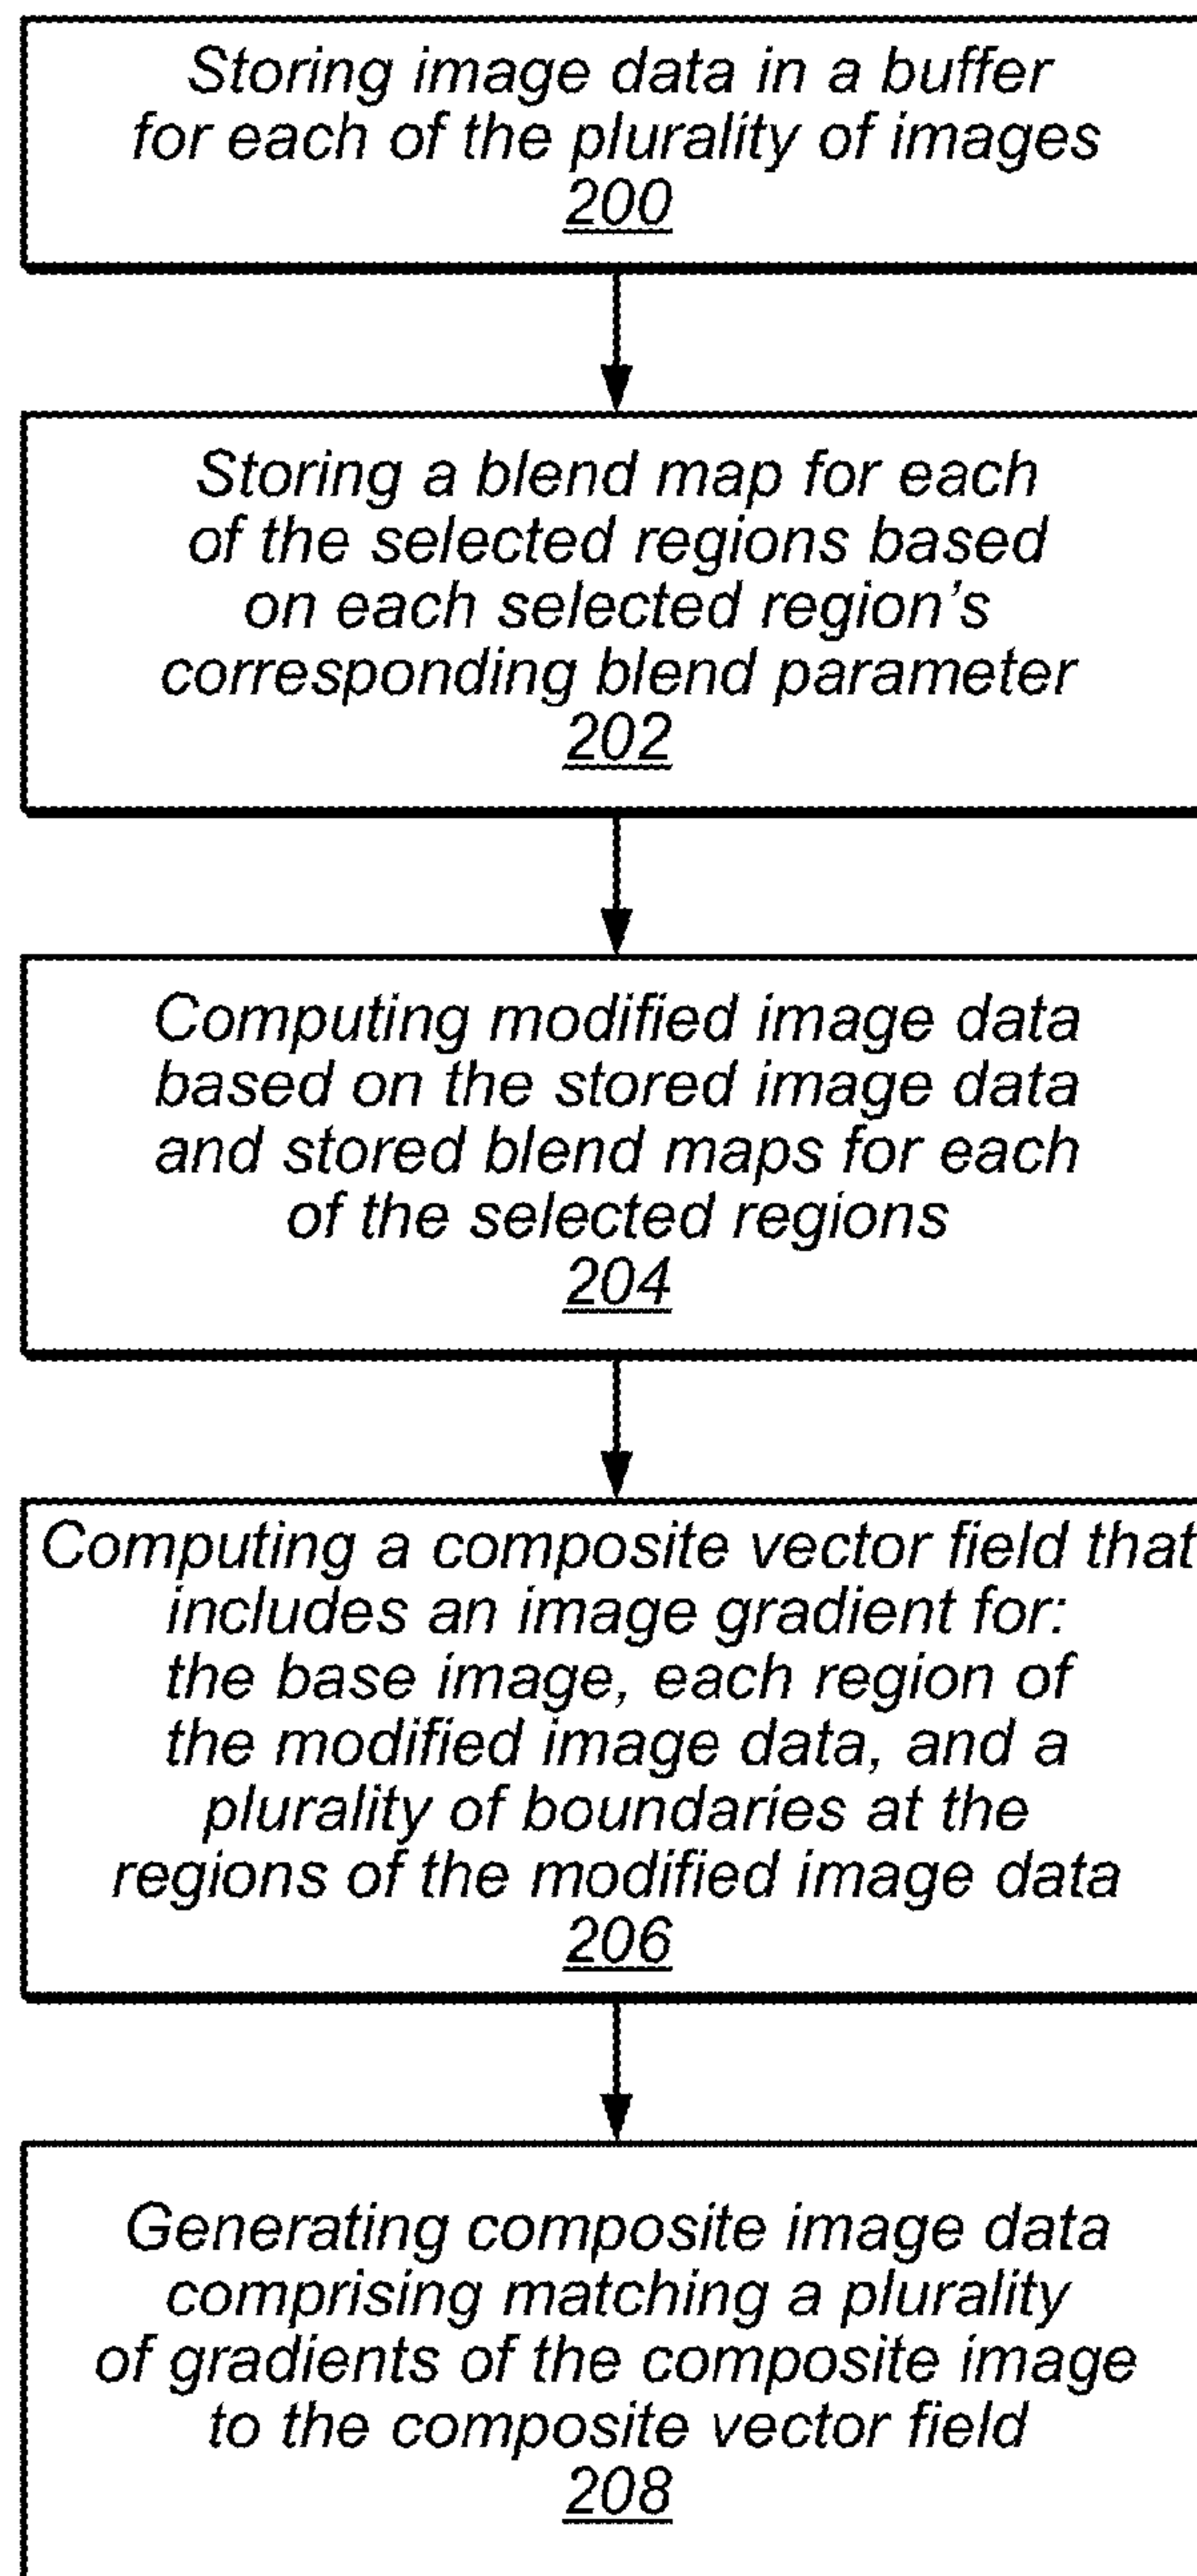 Storing image data in a buffer
for each of the plurality of images
200
Storing a blend map for each
of the selected regions based
on each selected region's
corresponding blend parameter
202
Computing modified image data
based on the stored image data
and stored blend maps for each
of the selected regions
204
Computing a composite vector field that
includes an image gradient for:
the base image, each region of
the modified image data, and a
plurality of boundaries at the
regions of the modified image data
206
Generating composite image data
comprising matching a plurality
of gradients of the composite image
to the composite vector field
208